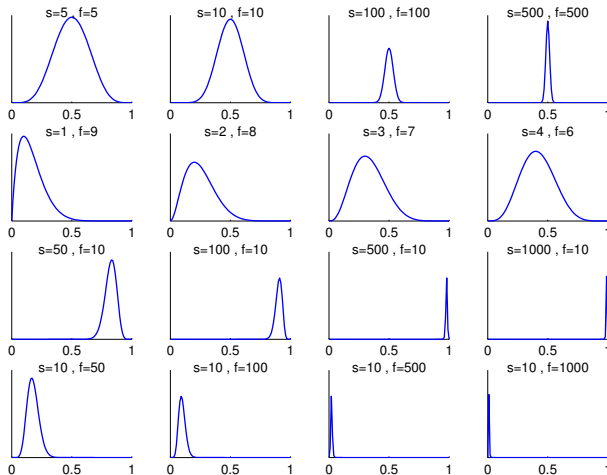 s=5 , f=5 s=10 , f=10 s=100 , f=100 s=500 , f=500
0 0.5 1 0 0.5 1 0 0.5 1 0 0.5 1
s=1 , f=9 s=2 , f=8 s=3 , f=7 s=4 , f=6
0 0.5 1 0 0.5 1 0 0.5 1 0 0.5 1
s=50 , f=10 s=100 , f=10 s=500 , f=10 s=1000 , f=10
0 0.5 1 0 0.5 1 0 0.5 1 0 0.5 1
s=10 , f=50 s=10 , f=100 s=10 , f=500 s=10 , f=1000
0 0.5 1 0 0.5 1 0 0.5 1 0 0.5 1